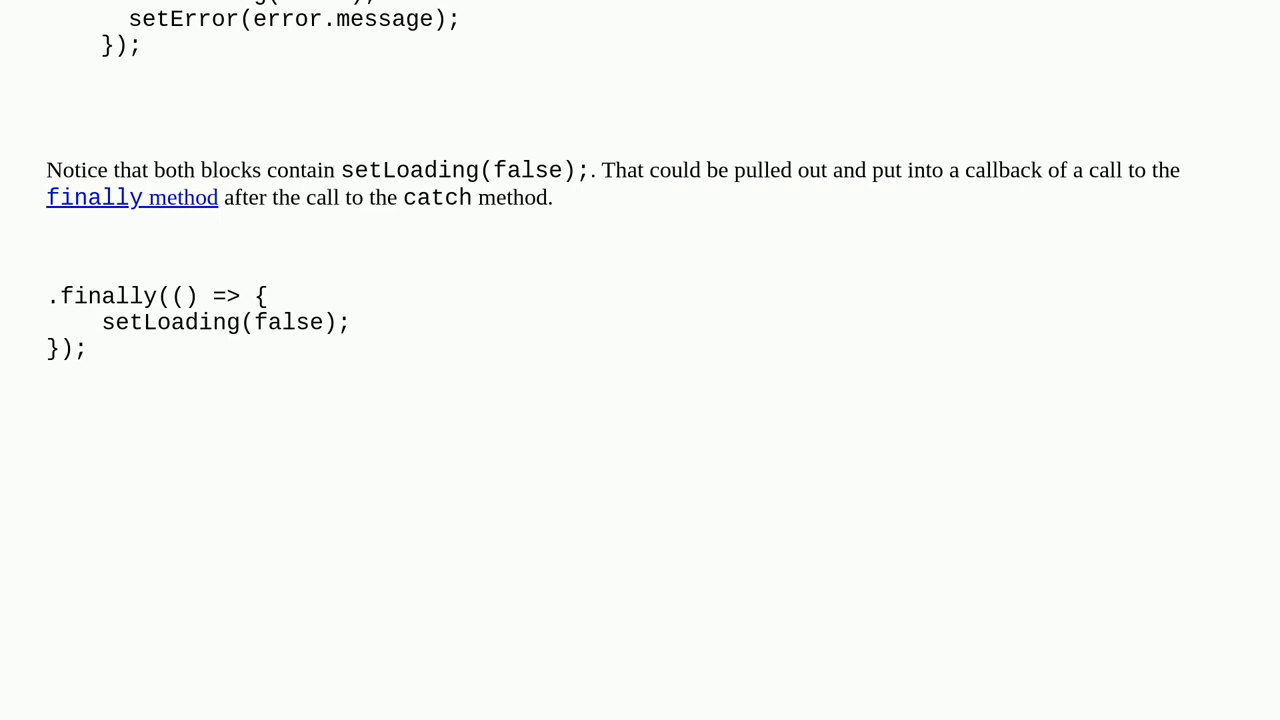 setError(error.message);
});
Notice that both blocks contain setLoading(false);. That could be pulled out and put into a callback of a call to the
finally method after the call to the catch method.
.finally(() => {
setLoading(false);
});